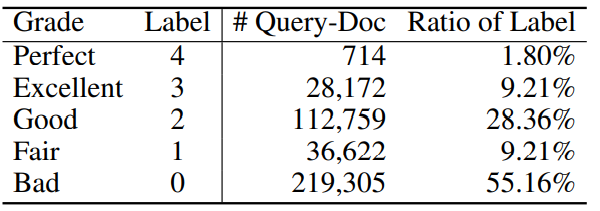 Grade Label # Query-Doc Ratio of Label
Perfect 4 714 1.80%
Excellent 3 28,172 9.21%
Good 2 112,759 28.36%
Fair 1 36,622 9.21%
Bad 0 219,305 55.16%